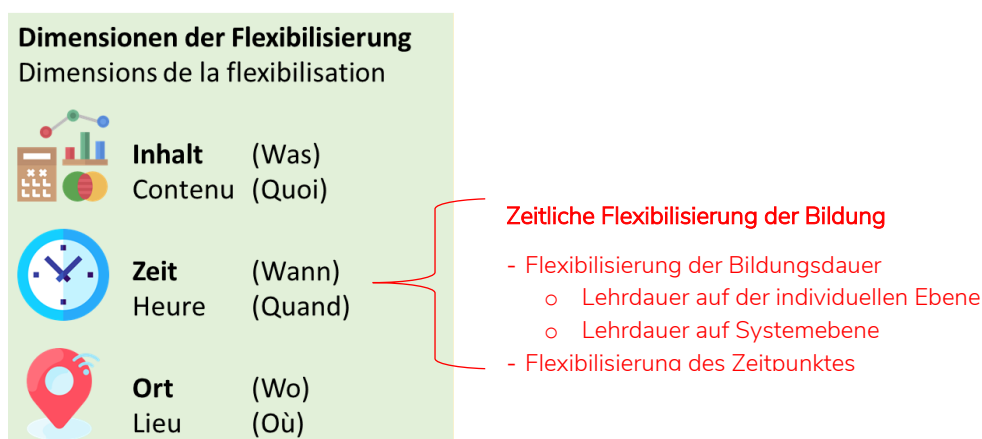 Dimensionen der Flexibilisierung
Dimensions de la flexibilisation
Inhalt (Was)
Contenu (Quoi)
Zeit (Wann)
Heure (Quand)
Ort (Wo)
Lieu (Où)
Zeitliche Flexibilisierung der Bildung
- Flexibilisierung der Bildungsdauer
o Lehrdauer auf der individuellen Ebene
o Lehrdauer auf Systemebene
- Flexibilisierung des Zeitpunktes